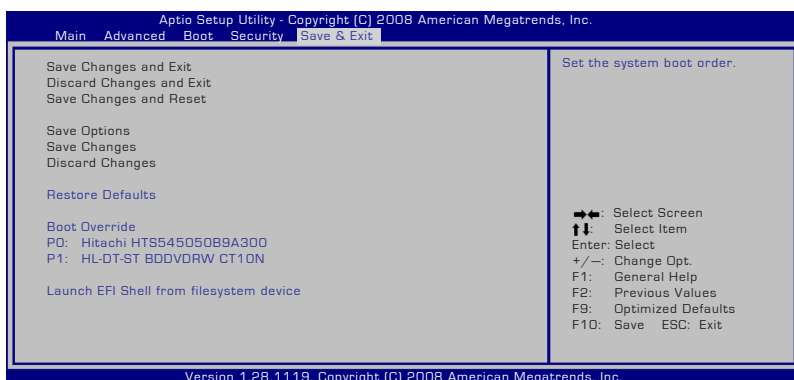 Aptio Setup Utility - Copyright (C) 2008 American Megatrends, Inc.
Main Advanced Boot Security Save & Exit
Save Changes and Exit
Discard Changes and Exit
Save Changes and Reset
Save Options
Save Changes
Discard Changes
Restore Defaults
Boot Override
P0: Hitachi HTS545050B9A300
P1: HL-DT-ST BDDVDRW CT10N
Launch EFI Shell from filesystem device
Set the system boot order.
➡⬅: Select Screen
⬆⬇: Select Item
Enter: Select
+/—: Change Opt.
F1: General Help
F2: Previous Values
F9: Optimized Defaults
F10: Save ESC: Exit
Version 1.28.1119. Copyright (C) 2008 American Megatrends, Inc.